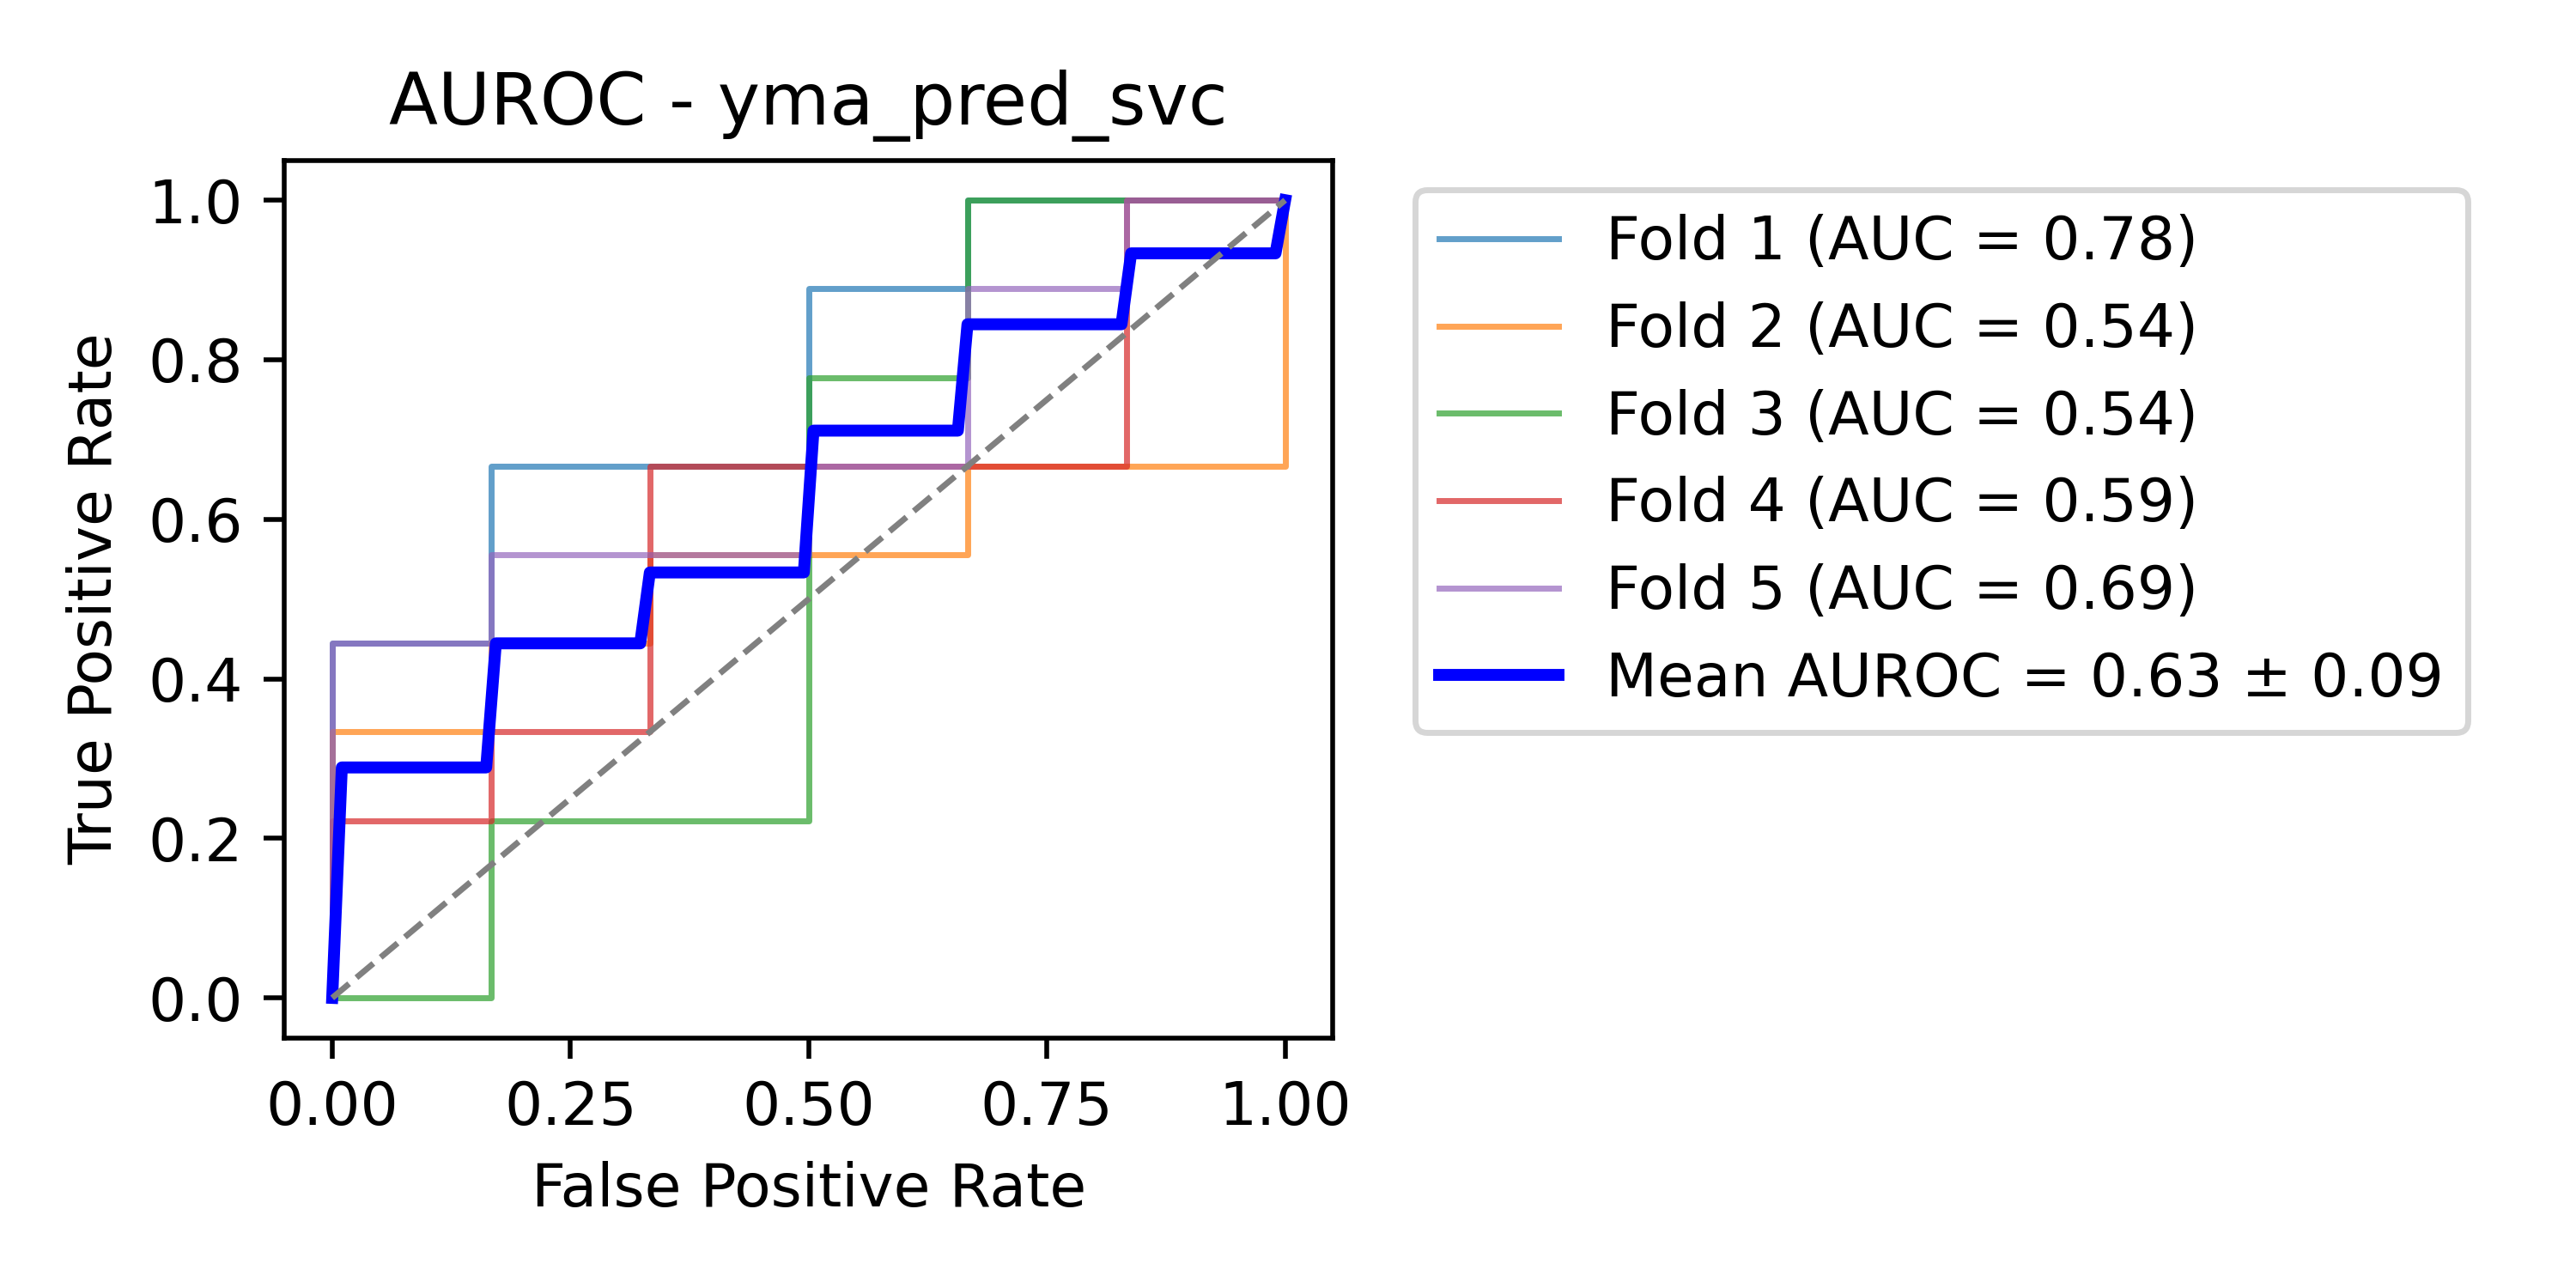 AUROC - yma_pred_svc
True Positive Rate
1.0
0.8
0.6
0.4
0.2
0.0
0.00 0.25 0.50 0.75 1.00
False Positive Rate
Fold 1 (AUC = 0.78)
Fold 2 (AUC = 0.54)
Fold 3 (AUC = 0.54)
Fold 4 (AUC = 0.59)
Fold 5 (AUC = 0.69)
Mean AUROC = 0.63 ± 0.09